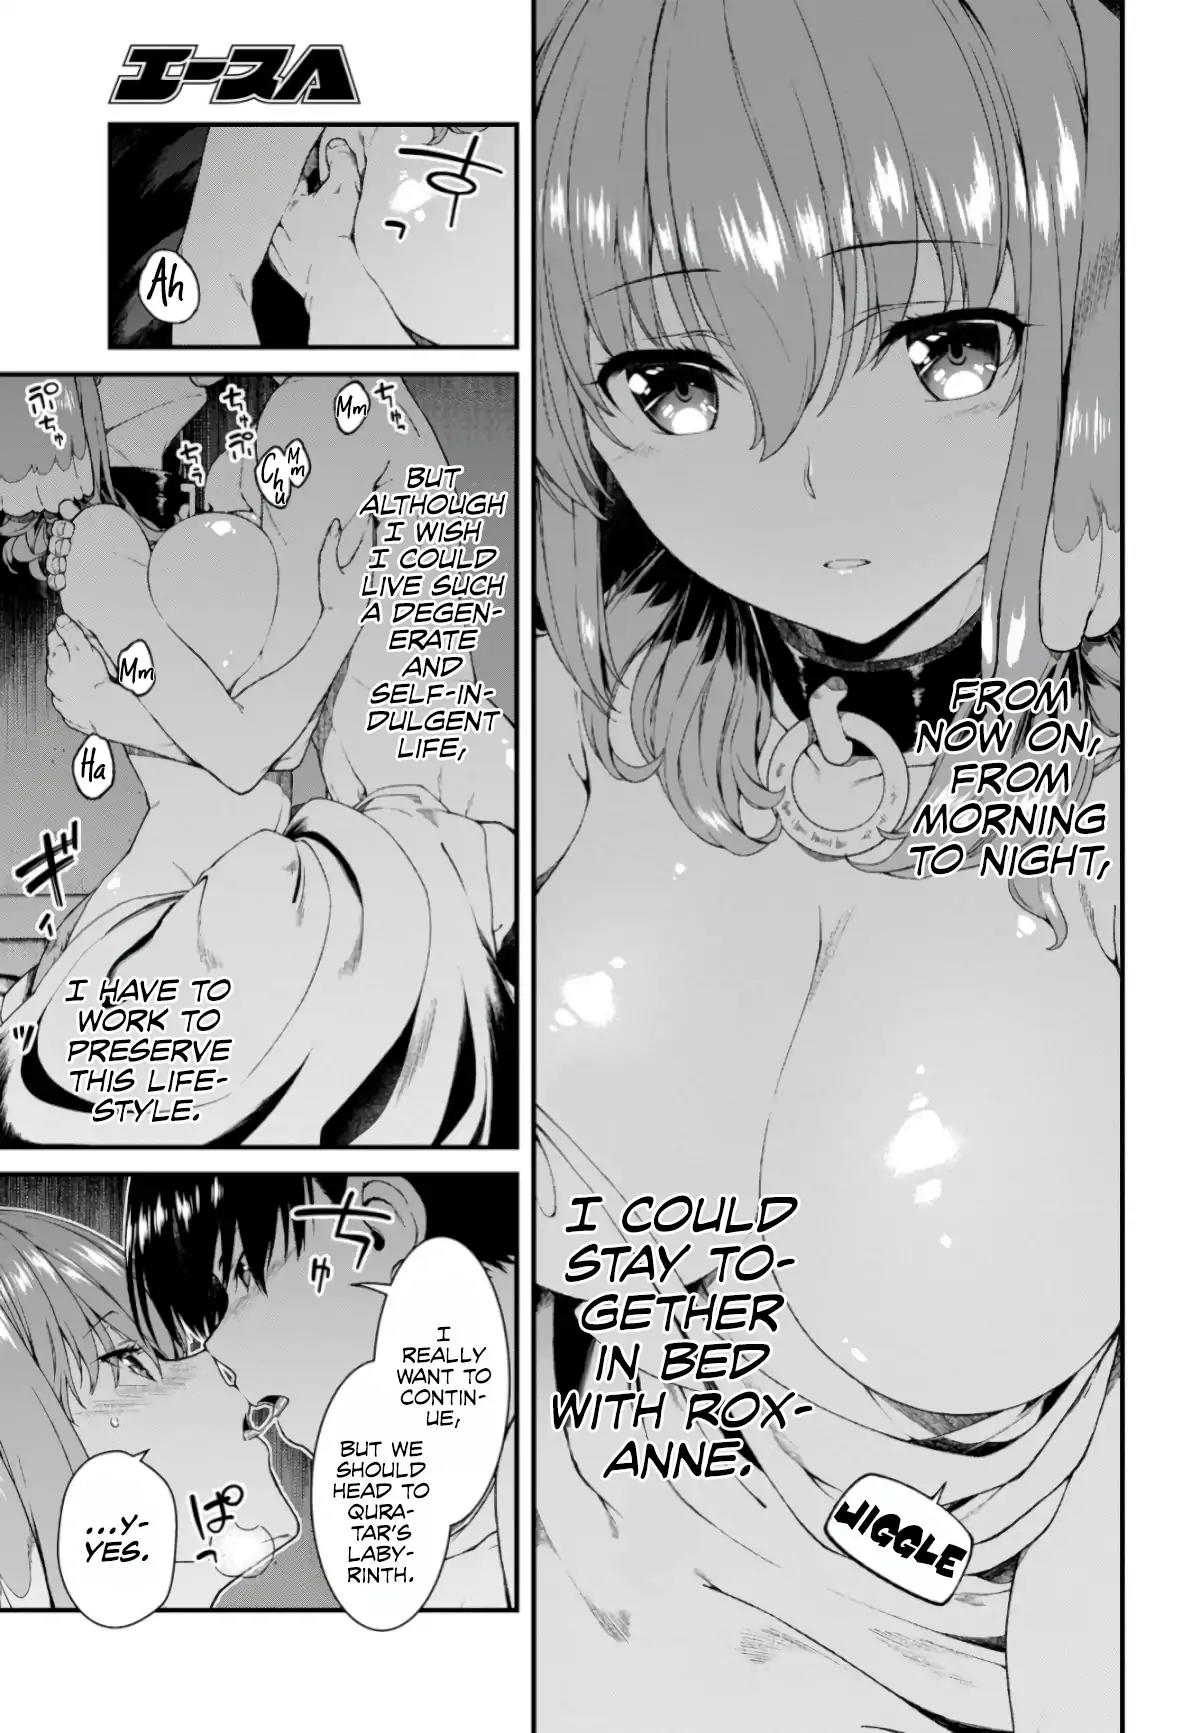 エースA
FROM
NOW ON,
FROM
MORNING
TO NIGHT,
I COULD
STAY TO-
GETHER
IN BED
WITH ROX-
ANNE.
JIGGLE
Ah
Mm
Mm
Chu
Mm
Ha
BUT
ALTHOUGH
I WISH
I COULD
LIVE SUCH
A DEGEN-
ERATE
AND
SELF-IN-
DULGENT
LIFE,
I HAVE TO
WORK TO
PRESERVE
THIS LIFE-
STYLE.
I
REALLY
WANT TO
CONTIN-
UE,
BUT WE
SHOULD
HEAD TO
QURA-
TAR'S
LABY-
RINTH.
ぱっ
...Y-
YES.